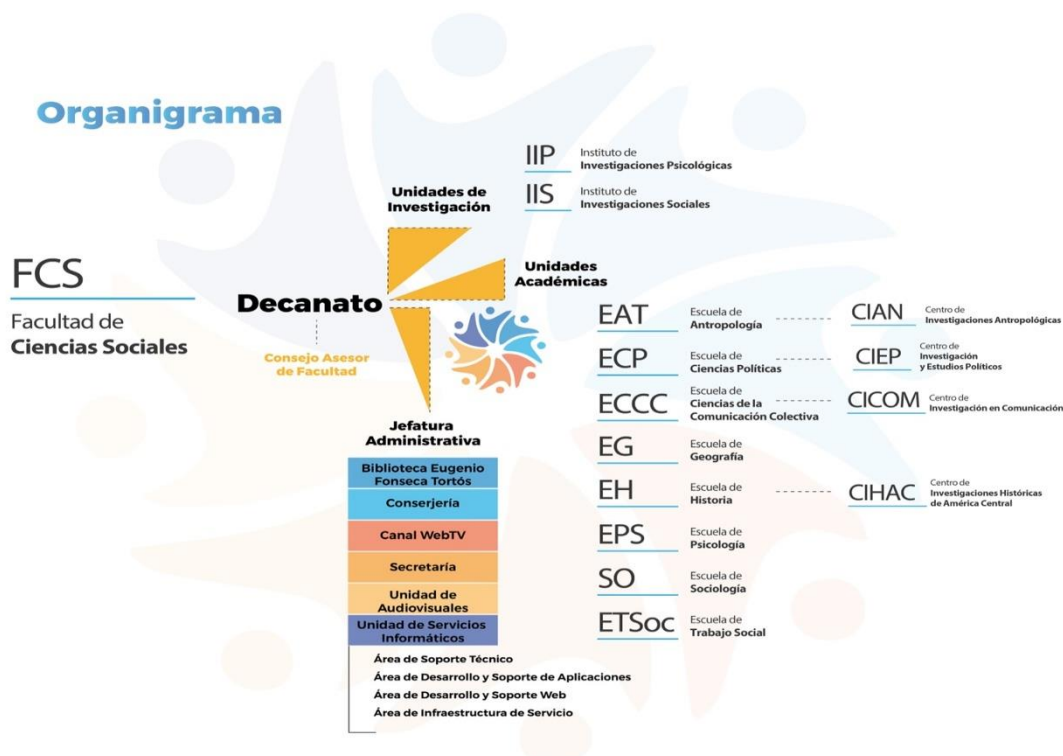 Organigrama
FCS
Facultad de
Ciencias Sociales
Decanato
Consejo Asesor
de Facultad
Unidades de
Investigación
IIP
Instituto de
Investigaciones Psicológicas
IIS
Instituto de
Investigaciones Sociales
Unidades
Académicas
EAT
Escuela de
Antropología
CIAN
Centro de
Investigaciones Antropológicas
ECP
Escuela de
Ciencias Políticas
CIEP
Centro de
Investigación
y Estudios Políticos
ECCC
Escuela de
Ciencias de la
Comunicación Colectiva
CICOM
Centro de
Investigación en Comunicación
EG
Escuela de
Geografía
EH
Escuela de
Historia
CIHAC
Centro de
Investigaciones Históricas
de América Central
EPS
Escuela de
Psicología
SO
Escuela de
Sociología
ETSoc
Escuela de
Trabajo Social
Jefatura
Administrativa
Biblioteca Eugenio
Fonseca Tortós
Conserjería
Canal WebTV
Secretaría
Unidad de
Audiovisuales
Unidad de Servicios
Informáticos
Área de Soporte Técnico
Área de Desarrollo y Soporte de Aplicaciones
Área de Desarrollo y Soporte Web
Área de Infraestructura de Servicio